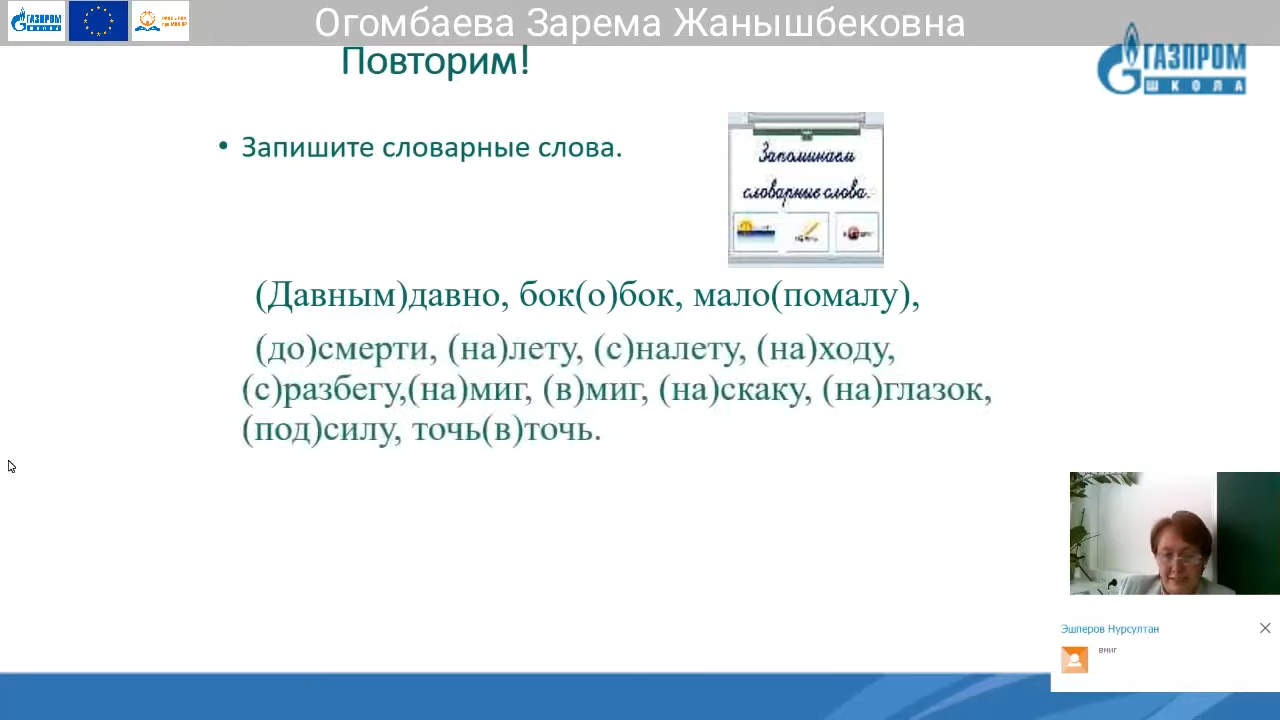 Огомбаева Зарема Жанышбековна
Повторим!
ГАЗПРОМ
ШКОЛА
• Запишите словарные слова.
Запоминаем
словарные слова.
(Давным)давно, бок(о)бок, мало(помалу),
(до)смерти, (на)лету, (с)налету, (на)ходу,
(с)разбегу,(на)миг, (в)миг, (на)скаку, (на)глазок,
(под)силу, точь(в)точь.
Эшперов Нурсултан
вниг